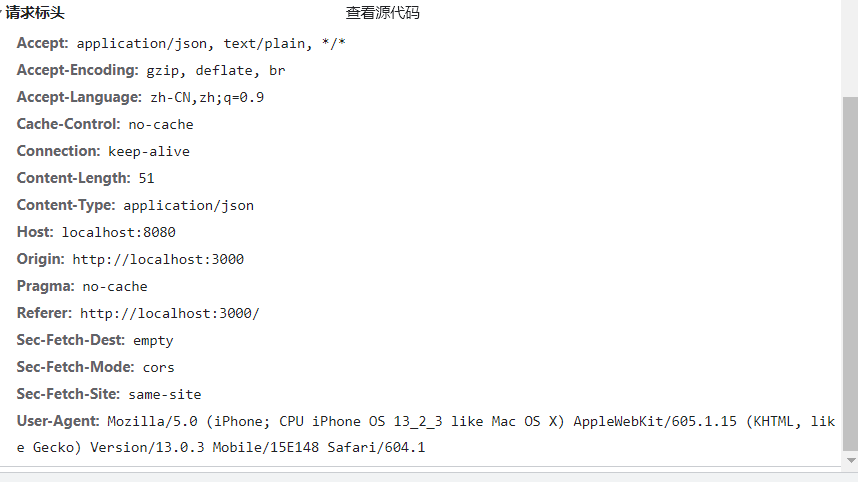 请求标头 查看源代码
Accept: application/json, text/plain, */*
Accept-Encoding: gzip, deflate, br
Accept-Language: zh-CN,zh;q=0.9
Cache-Control: no-cache
Connection: keep-alive
Content-Length: 51
Content-Type: application/json
Host: localhost:8080
Origin: http://localhost:3000
Pragma: no-cache
Referer: http://localhost:3000/
Sec-Fetch-Dest: empty
Sec-Fetch-Mode: cors
Sec-Fetch-Site: same-site
User-Agent: Mozilla/5.0 (iPhone; CPU iPhone OS 13_2_3 like Mac OS X) AppleWebKit/605.1.15 (KHTML, lik
e Gecko) Version/13.0.3 Mobile/15E148 Safari/604.1